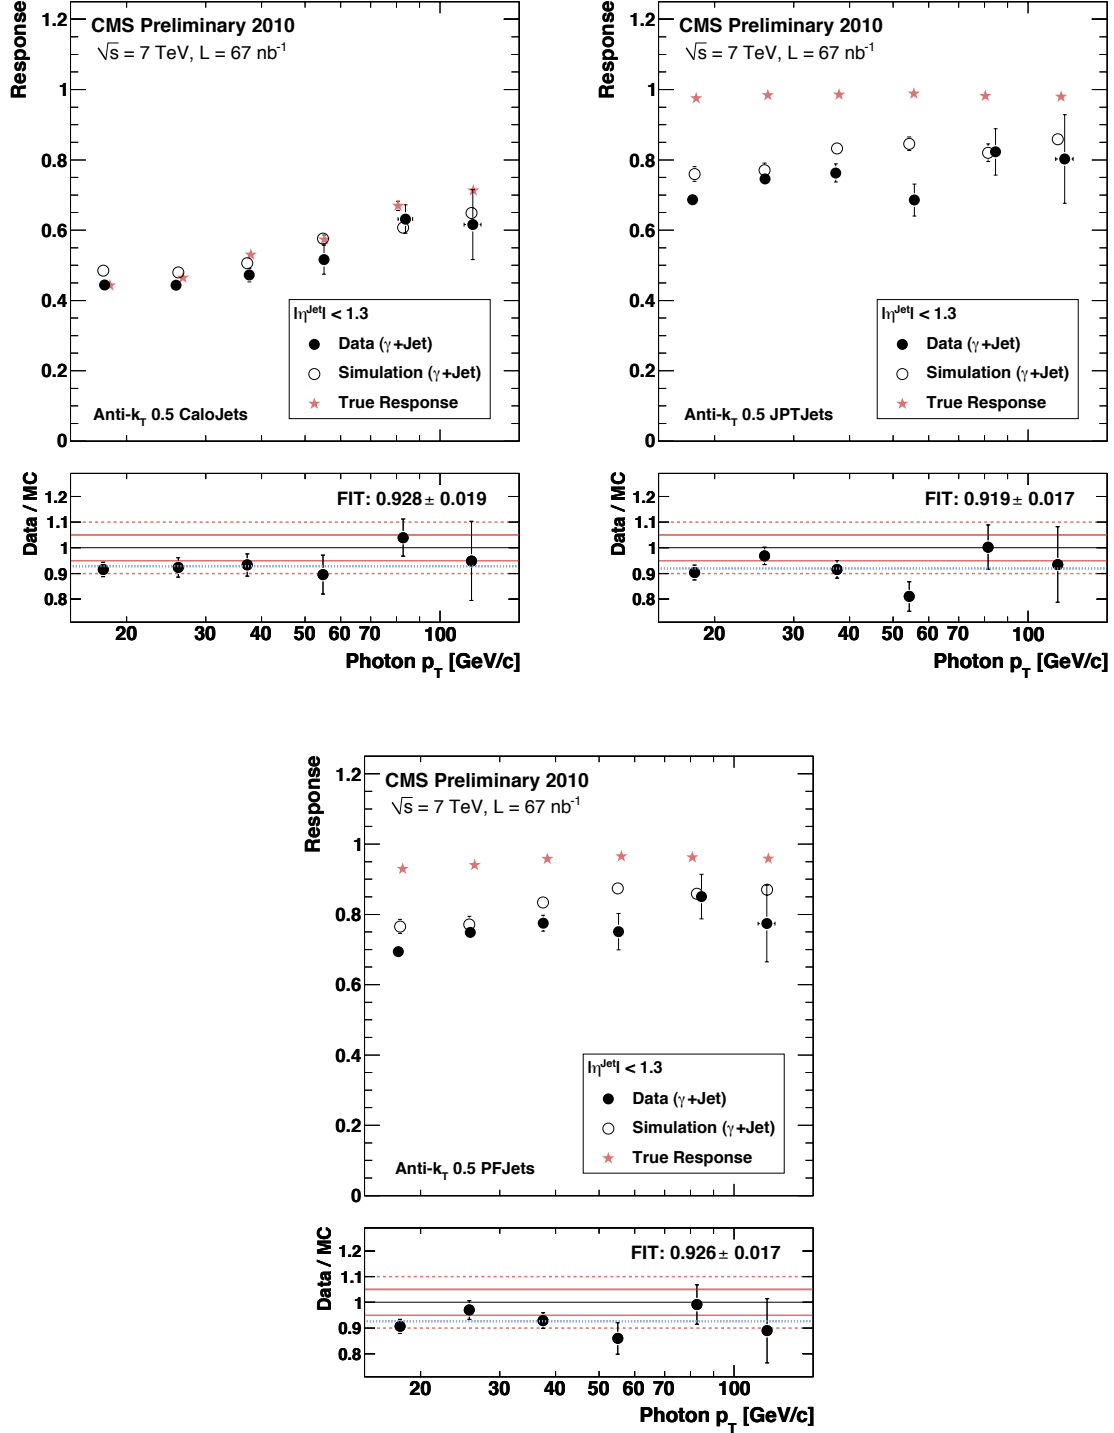 CMS Preliminary 2010
√s = 7 TeV, L = 67 nb⁻¹
Response
1.2
1
0.8
0.6
0.4
0.2
0
|η^Jet| < 1.3
Data (γ+Jet)
Simulation (γ+Jet)
True Response
Anti-k_T 0.5 CaloJets
Data / MC
FIT: 0.928 ± 0.019
1.2
1.1
1
0.9
0.8
20 30 40 50 60 70 100
Photon p_T [GeV/c]
CMS Preliminary 2010
√s = 7 TeV, L = 67 nb⁻¹
Response
1.2
1
0.8
0.6
0.4
0.2
0
|η^Jet| < 1.3
Data (γ+Jet)
Simulation (γ+Jet)
True Response
Anti-k_T 0.5 JPTJets
Data / MC
FIT: 0.919 ± 0.017
1.2
1.1
1
0.9
0.8
20 30 40 50 60 70 100
Photon p_T [GeV/c]
CMS Preliminary 2010
√s = 7 TeV, L = 67 nb⁻¹
Response
1.2
1
0.8
0.6
0.4
0.2
0
|η^Jet| < 1.3
Data (γ+Jet)
Simulation (γ+Jet)
True Response
Anti-k_T 0.5 PFJets
Data / MC
FIT: 0.926 ± 0.017
1.2
1.1
1
0.9
0.8
20 30 40 50 60 70 100
Photon p_T [GeV/c]